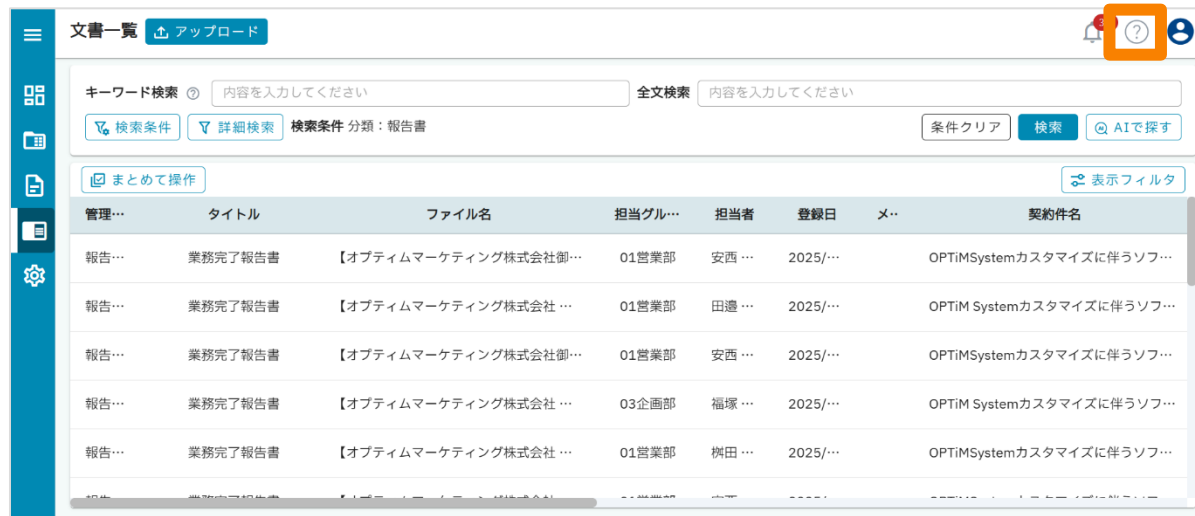 文書一覧 アップロード 3
キーワード検索 内容を入力してください 全文検索 内容を入力してください
検索条件 詳細検索 検索条件 分類：報告書 条件クリア 検索 AIで探す
まとめて操作 表示フィルタ
管理… タイトル ファイル名 担当グル… 担当者 登録日 メ… 契約件名
報告… 業務完了報告書 【オプティムマーケティング株式会社御… 01営業部 安西 … 2025/… OPTiMSystemカスタマイズに伴うソフ…
報告… 業務完了報告書 【オプティムマーケティング株式会社 … 01営業部 田邉 … 2025/… OPTiM Systemカスタマイズに伴うソフ…
報告… 業務完了報告書 【オプティムマーケティング株式会社御… 01営業部 安西 … 2025/… OPTiMSystemカスタマイズに伴うソフ…
報告… 業務完了報告書 【オプティムマーケティング株式会社 … 03企画部 福塚 … 2025/… OPTiM Systemカスタマイズに伴うソフ…
報告… 業務完了報告書 【オプティムマーケティング株式会社 … 01営業部 桝田 … 2025/… OPTiMSystemカスタマイズに伴うソフ…